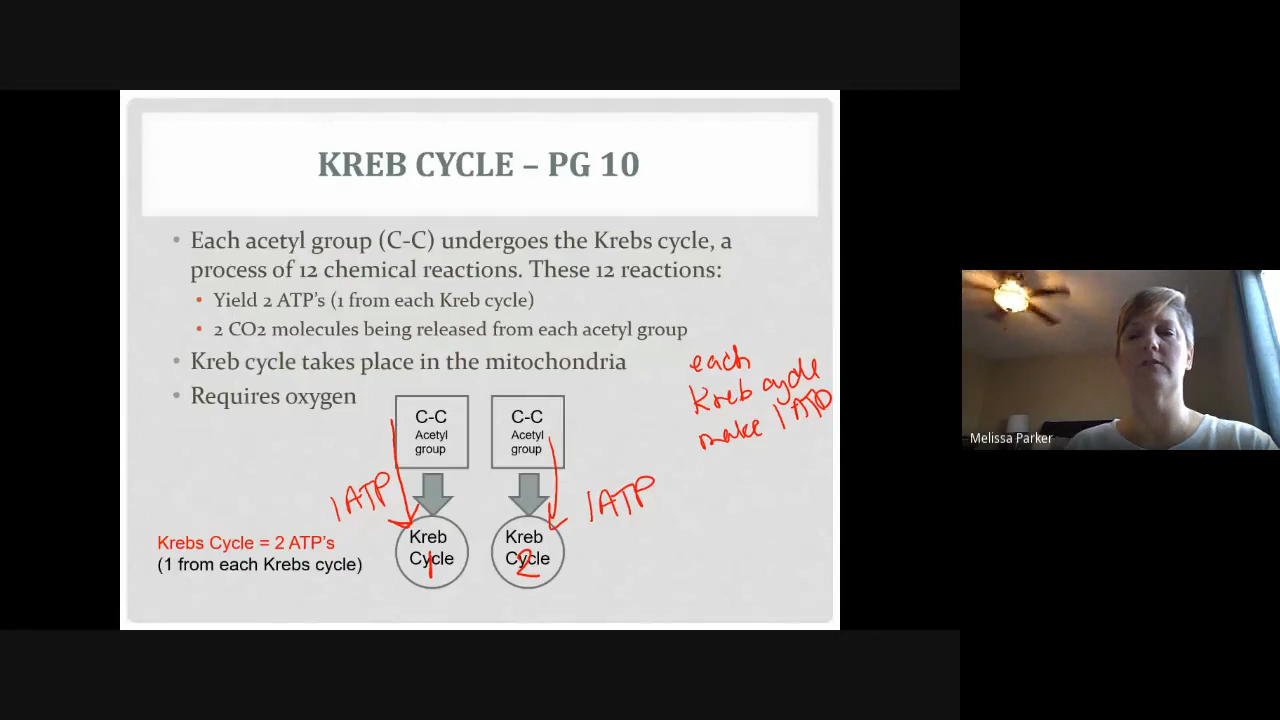 KREB CYCLE – PG 10
• Each acetyl group (C-C) undergoes the Krebs cycle, a
process of 12 chemical reactions. These 12 reactions:
• Yield 2 ATP's (1 from each Kreb cycle)
• 2 CO2 molecules being released from each acetyl group
• Kreb cycle takes place in the mitochondria
• Requires oxygen
each
Kreb cycle
make 1 ATP
C-C
Acetyl
group
C-C
Acetyl
group
1 ATP
1 ATP
Kreb
Cycle
1
Kreb
Cycle
2
Krebs Cycle = 2 ATP's
(1 from each Krebs cycle)
Melissa Parker